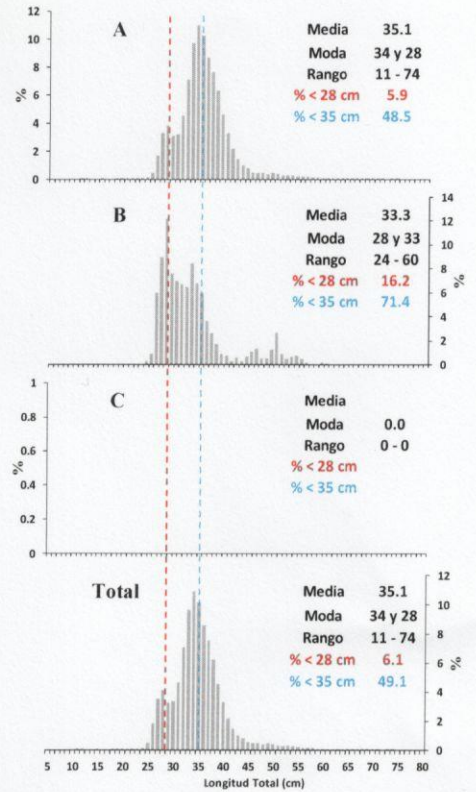 12
10
8
6
4
2
0
%
A
Media 35.1
Moda 34 y 28
Rango 11 - 74
% < 28 cm 5.9
% < 35 cm 48.5
B
Media 33.3
Moda 28 y 33
Rango 24 - 60
% < 28 cm 16.2
% < 35 cm 71.4
14
12
10
8
6
4
2
0
%
1
0.8
0.6
0.4
0.2
0
%
C
Media
Moda 0.0
Rango 0 - 0
% < 28 cm
% < 35 cm
Total
Media 35.1
Moda 34 y 28
Rango 11 - 74
% < 28 cm 6.1
% < 35 cm 49.1
12
10
8
6
4
2
0
%
5 10 15 20 25 30 35 40 45 50 55 60 65 70 75 80
Longitud Total (cm)